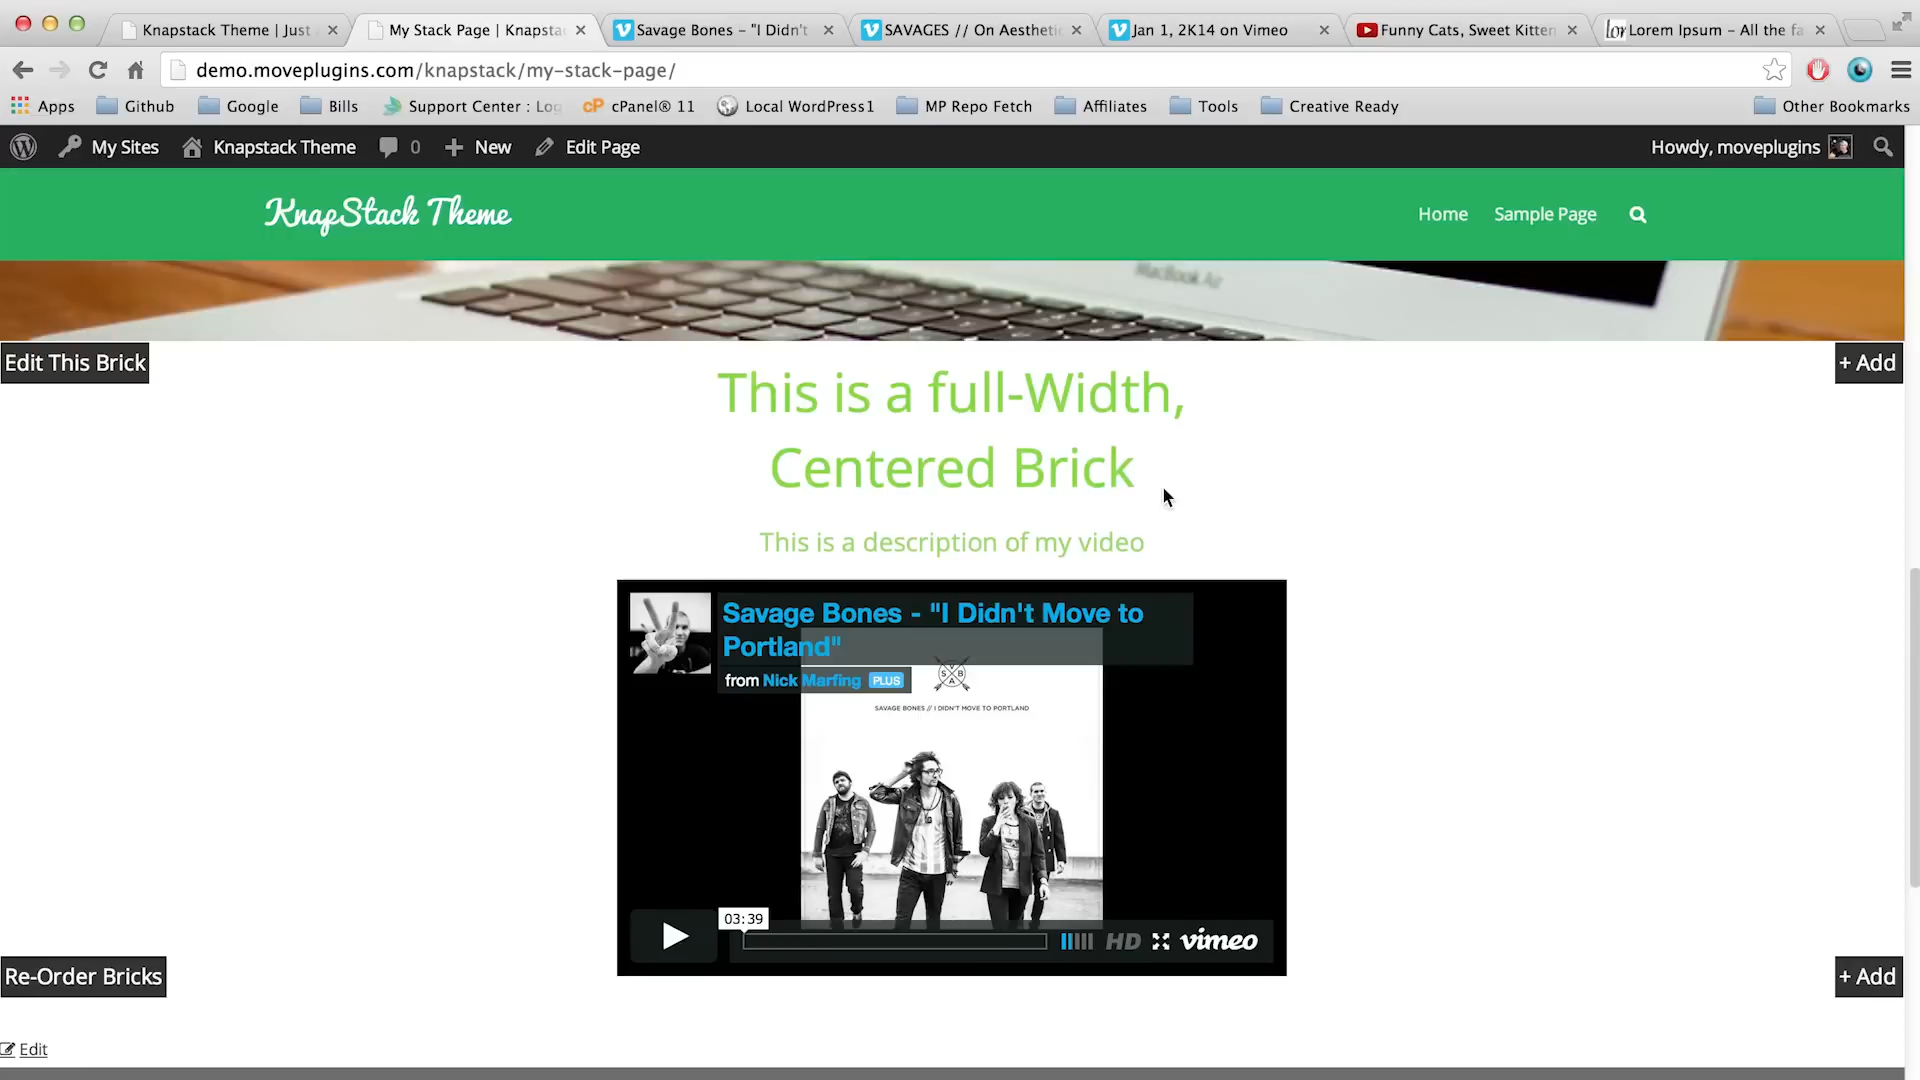 Knapstack Theme | Just
My Stack Page | Knapsta
Savage Bones - "I Didn't
SAVAGES // On Aestheti
Jan 1, 2K14 on Vimeo
Funny Cats, Sweet Kitten
Lorem Ipsum - All the fa
demo.moveplugins.com/knapstack/my-stack-page/
Apps
Github
Google
Bills
Support Center : Log
cPanel® 11
Local WordPress1
MP Repo Fetch
Affiliates
Tools
Creative Ready
Other Bookmarks
My Sites
Knapstack Theme
0
New
Edit Page
Howdy, moveplugins
KnapStack Theme
Home
Sample Page
MacBook Air
Edit This Brick
+ Add
This is a full-Width,
Centered Brick
This is a description of my video
Savage Bones - "I Didn't Move to
Portland"
from Nick Marfing PLUS
SAVAGE BONES // I DIDN'T MOVE TO PORTLAND
03:39
HD
vimeo
Re-Order Bricks
+ Add
Edit